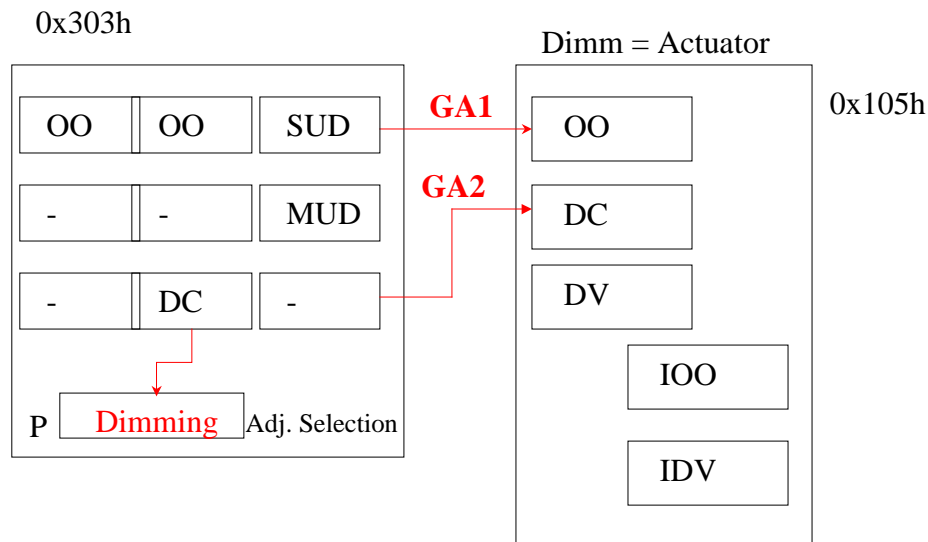 0x303h
Dimm = Actuator
0x105h
OO OO SUD
GA1
OO
- - MUD
GA2
DC
- DC -
DV
IOO
P Dimming Adj. Selection
IDV